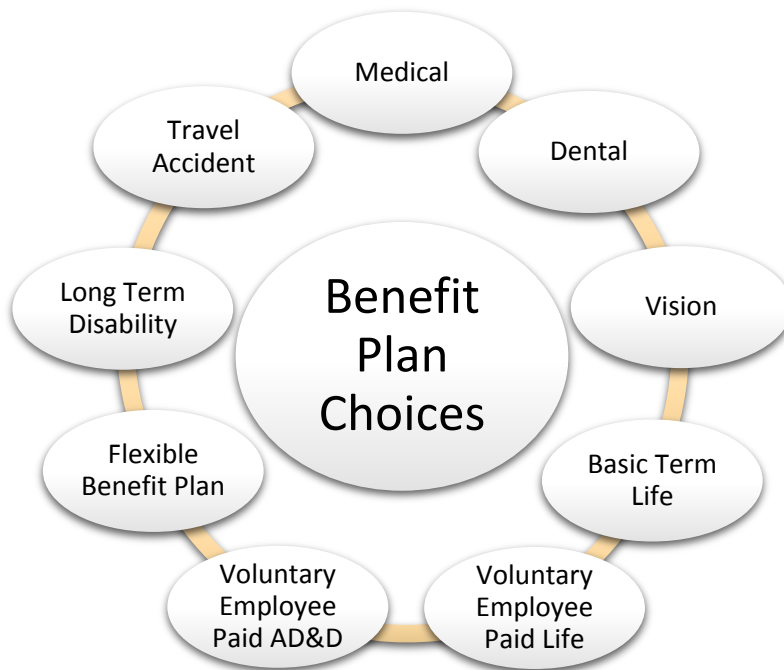 Medical
Dental
Vision
Basic Term
Life
Voluntary
Employee
Paid Life
Voluntary
Employee
Paid AD&D
Flexible
Benefit Plan
Long Term
Disability
Travel
Accident
Benefit
Plan
Choices